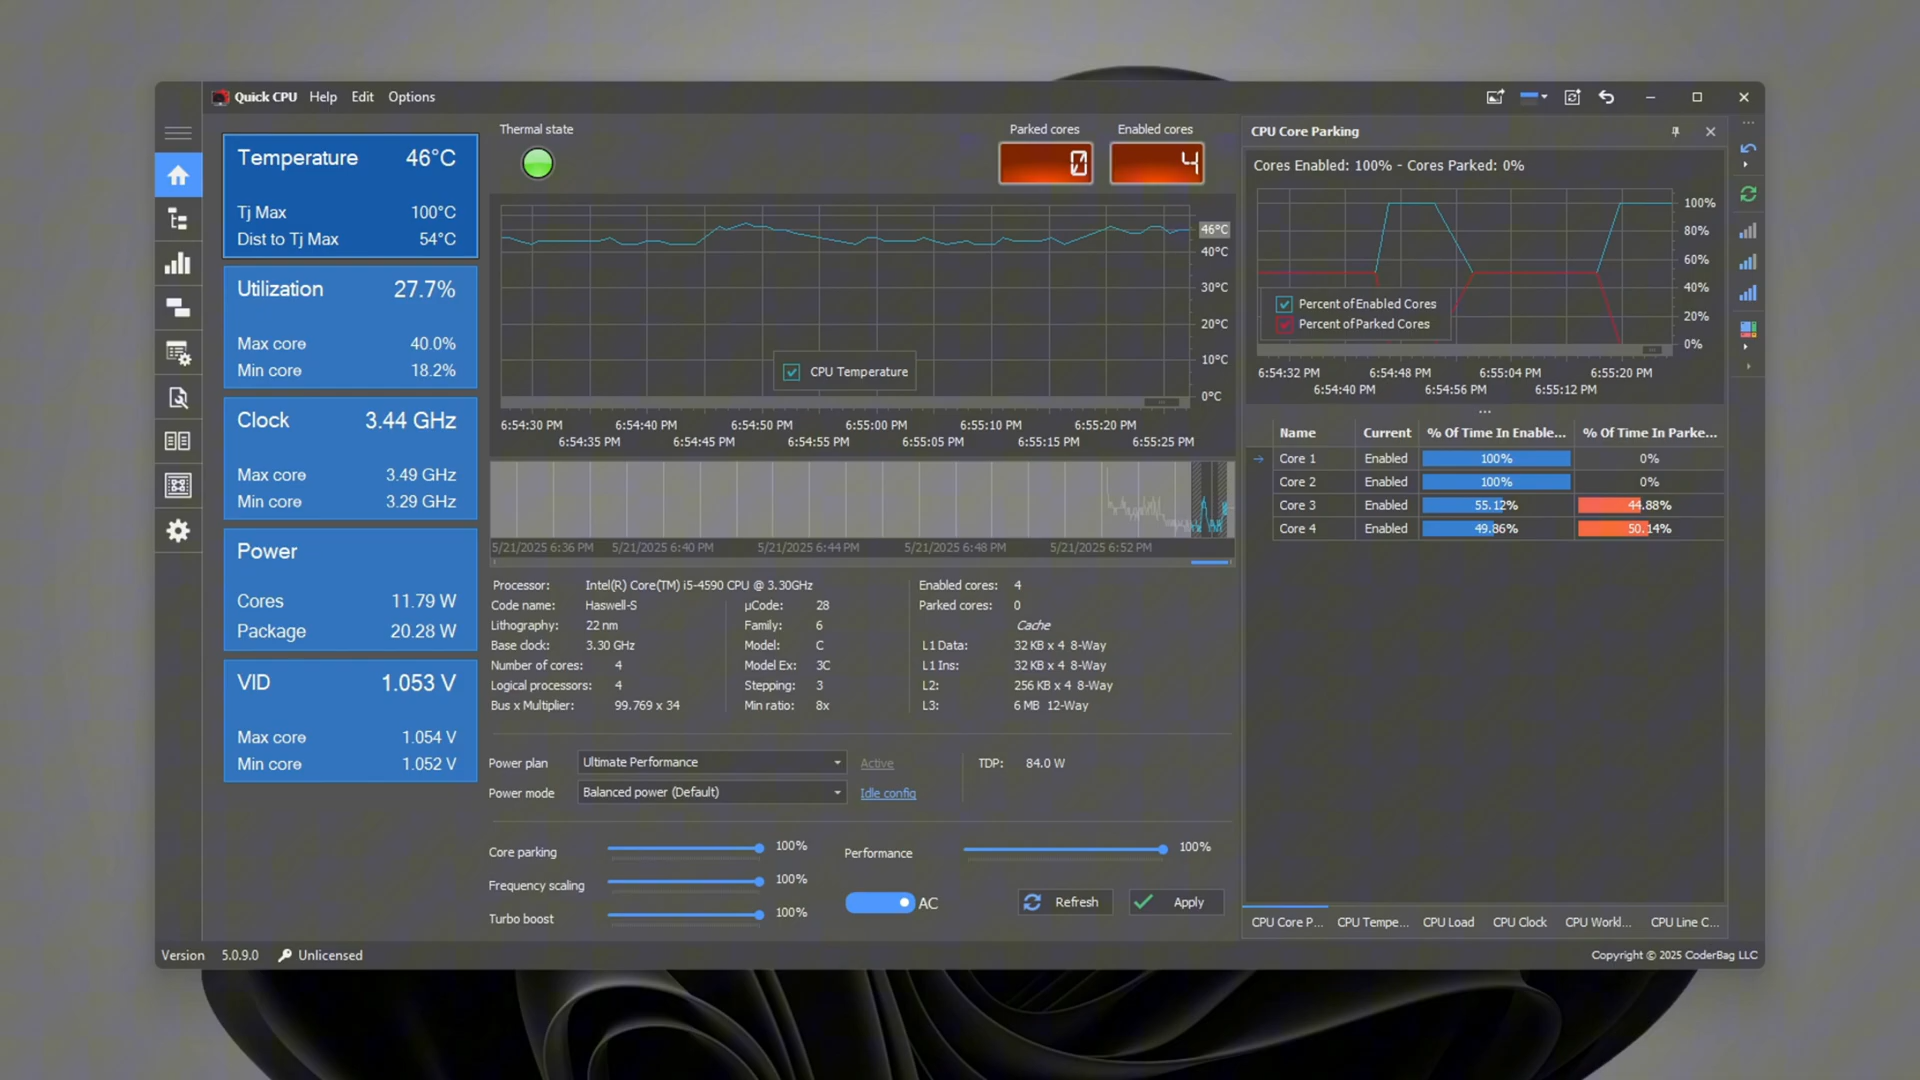 Quick CPU Help Edit Options
Temperature 46°C
Tj Max 100°C
Dist to Tj Max 54°C
Utilization 27.7%
Max core 40.0%
Min core 18.2%
Clock 3.44 GHz
Max core 3.49 GHz
Min core 3.29 GHz
Power
Cores 11.79 W
Package 20.28 W
VID 1.053 V
Max core 1.054 V
Min core 1.052 V
Thermal state
Parked cores Enabled cores
0 4
46°C
40°C
30°C
20°C
10°C
0°C
CPU Temperature
6:54:30 PM 6:54:40 PM 6:54:50 PM 6:55:00 PM 6:55:10 PM 6:55:20 PM
6:54:35 PM 6:54:45 PM 6:54:55 PM 6:55:05 PM 6:55:15 PM 6:55:25 PM
5/21/2025 6:36 PM 5/21/2025 6:40 PM 5/21/2025 6:44 PM 5/21/2025 6:48 PM 5/21/2025 6:52 PM
Processor: Intel(R) Core(TM) i5-4590 CPU @ 3.30GHz
Code name: Haswell-S
Lithography: 22 nm
Base clock: 3.30 GHz
Number of cores: 4
Logical processors: 4
Bus x Multiplier: 99.769 x 34
µCode: 28
Family: 6
Model: C
Model Ex: 3C
Stepping: 3
Min ratio: 8x
Enabled cores: 4
Parked cores: 0
Cache
L1 Data: 32 KB x 4 8-Way
L1 Ins: 32 KB x 4 8-Way
L2: 256 KB x 4 8-Way
L3: 6 MB 12-Way
Power plan Ultimate Performance Active
Power mode Balanced power (Default) Idle config
TDP: 84.0 W
Core parking 100%
Frequency scaling 100%
Turbo boost 100%
Performance 100%
AC Refresh Apply
CPU Core Parking
Cores Enabled: 100% - Cores Parked: 0%
100%
80%
60%
40%
20%
0%
Percent of Enabled Cores
Percent of Parked Cores
6:54:32 PM 6:54:48 PM 6:55:04 PM 6:55:20 PM
6:54:40 PM 6:54:56 PM 6:55:12 PM
Name Current % Of Time In Enable... % Of Time In Parke...
Core 1 Enabled 100% 0%
Core 2 Enabled 100% 0%
Core 3 Enabled 55.12% 44.88%
Core 4 Enabled 49.86% 50.14%
CPU Core P... CPU Tempe... CPU Load CPU Clock CPU Workl... CPU Line C...
Version 5.0.9.0 Unlicensed
Copyright © 2025 CoderBag LLC